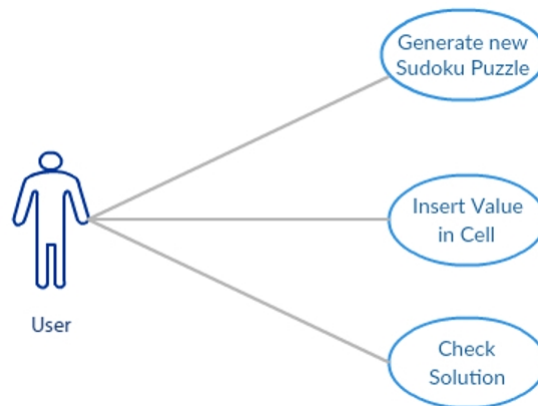 Generate new
Sudoku Puzzle
Insert Value
in Cell
User
Check
Solution